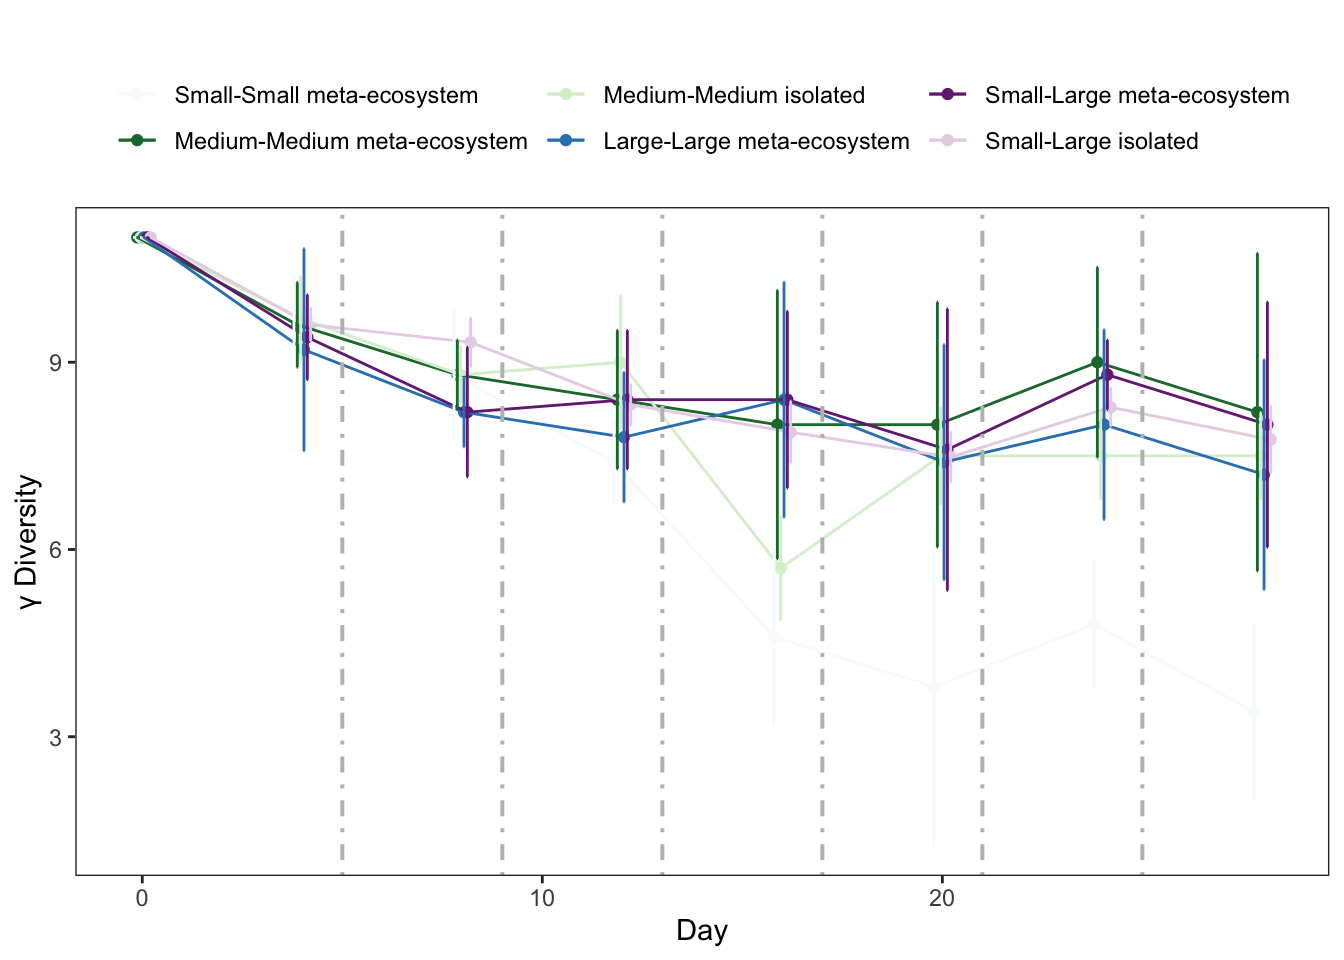 Small-Small meta-ecosystem Medium-Medium isolated Small-Large meta-ecosystem
Medium-Medium meta-ecosystem Large-Large meta-ecosystem Small-Large isolated
9
6
3
γ Diversity
0 10 20
Day